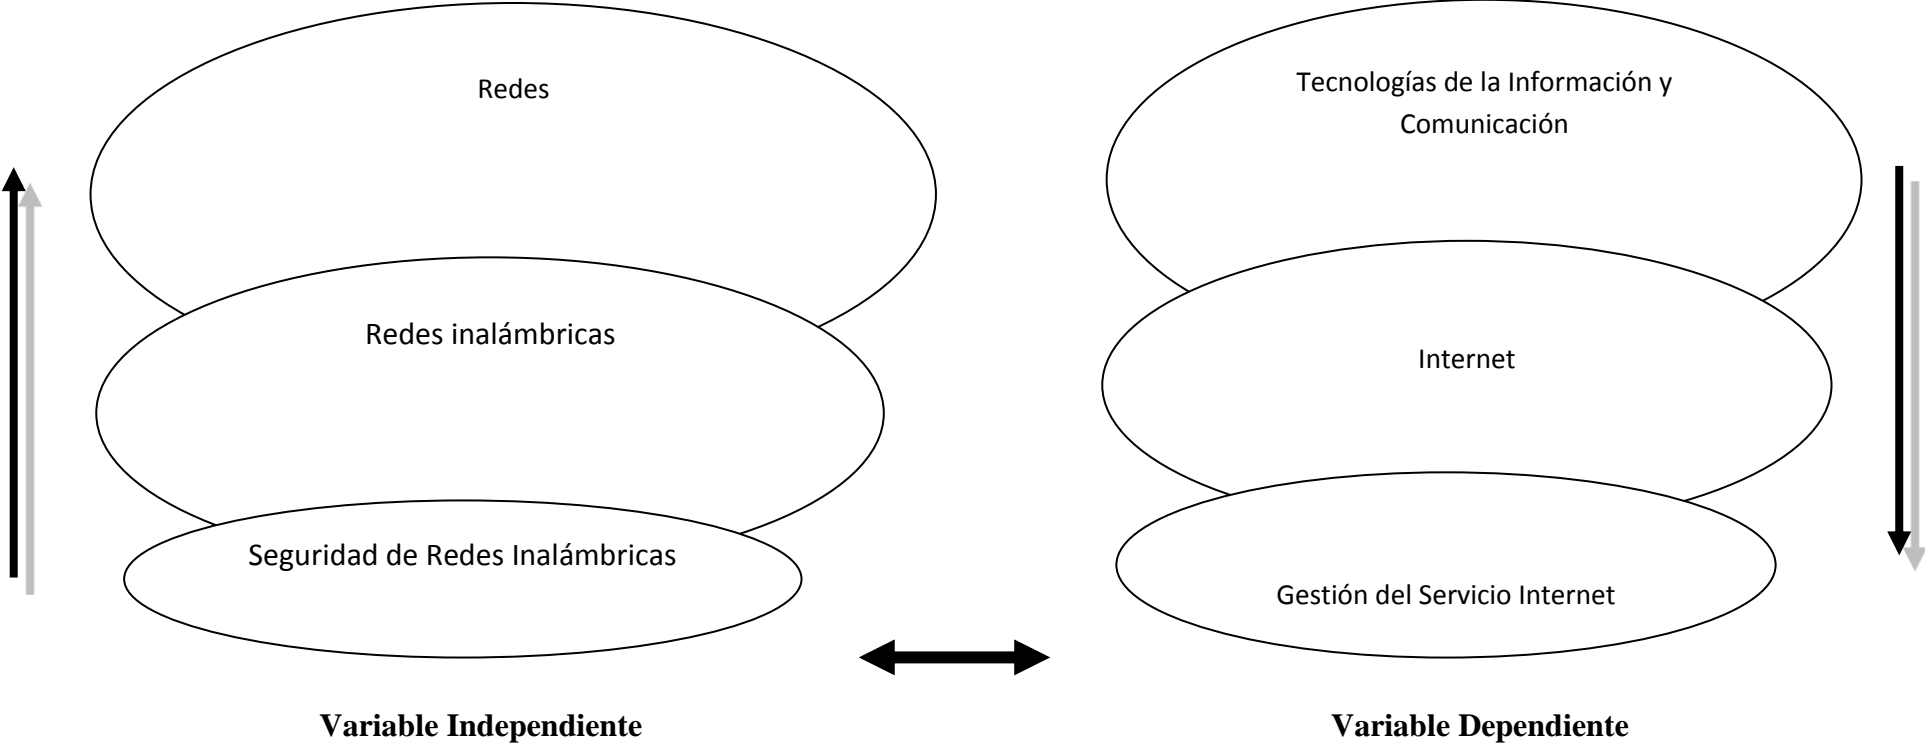 Redes
Redes inalámbricas
Seguridad de Redes Inalámbricas
Variable Independiente
Tecnologías de la Información y
Comunicación
Internet
Gestión del Servicio Internet
Variable Dependiente